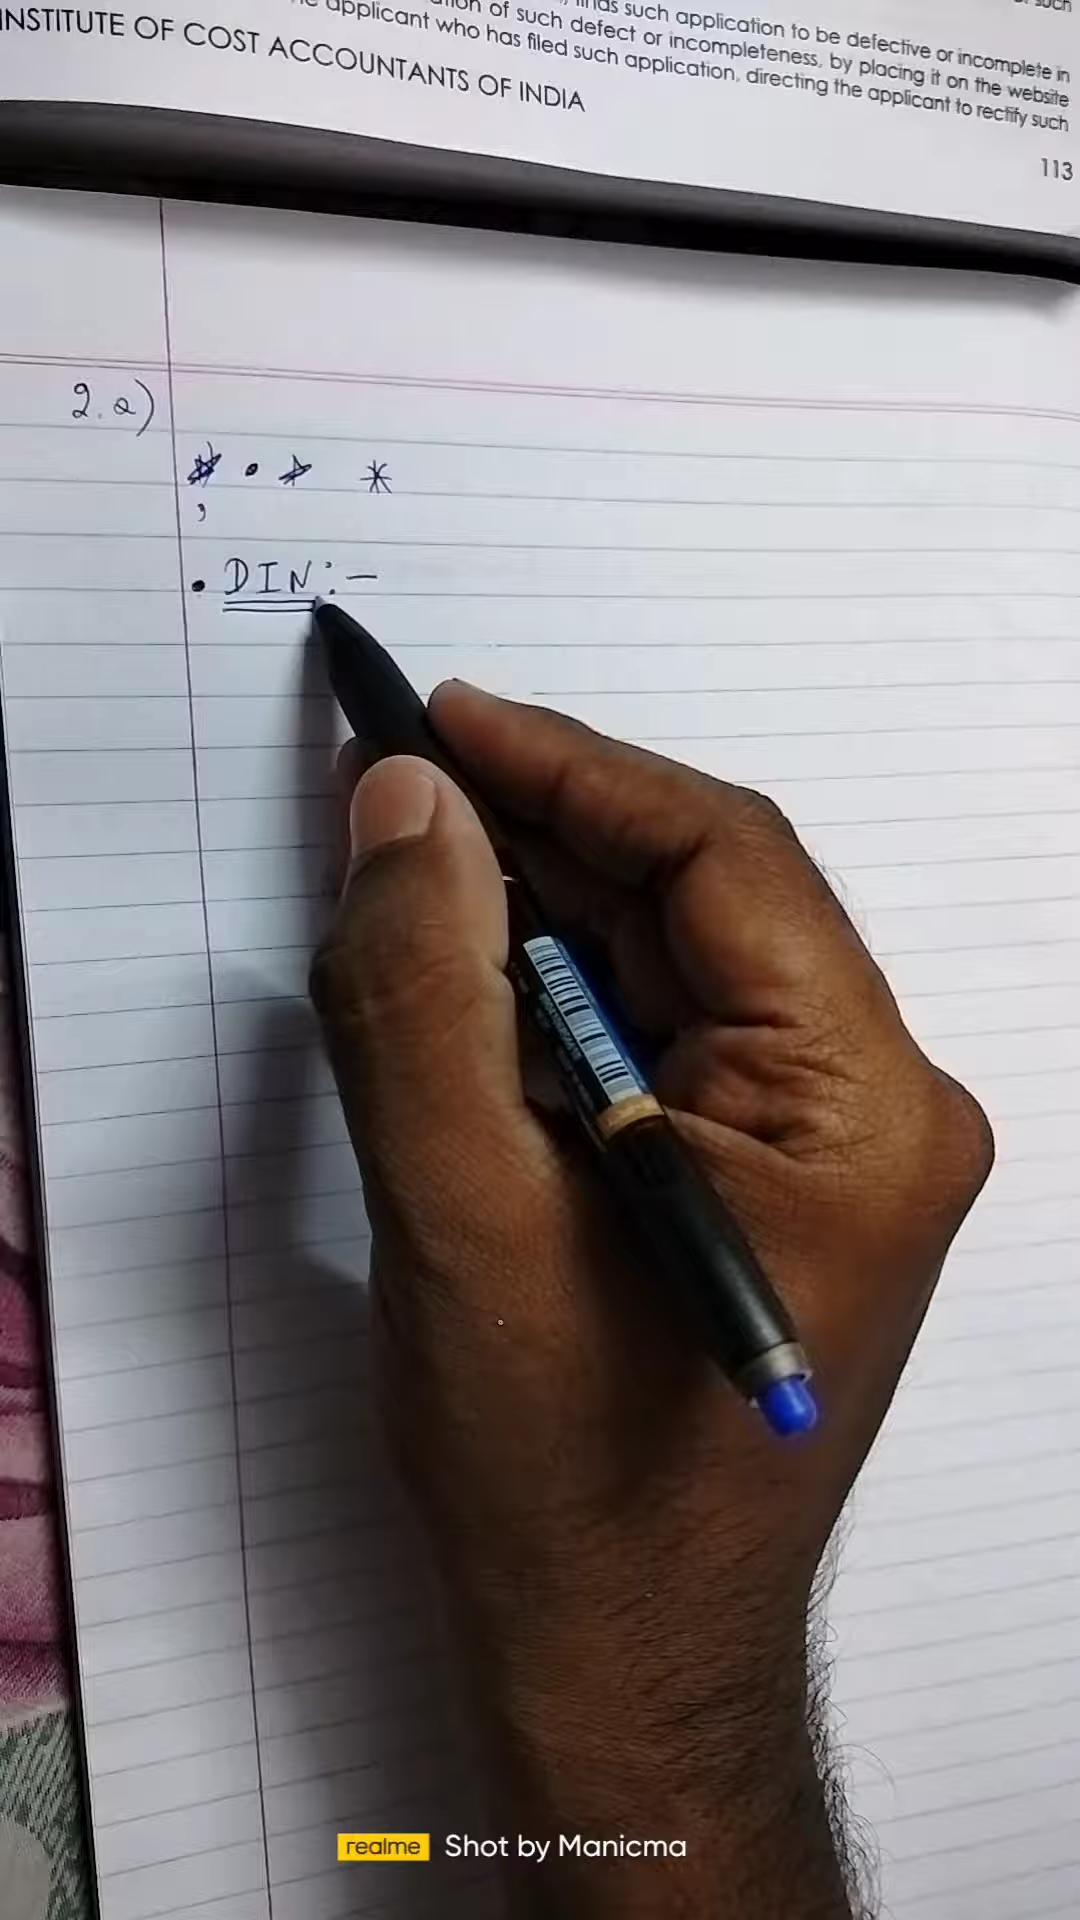 such
finds such application to be defective or incomplete in
of such defect or incompleteness, by placing it on the website
applicant who has filed such application, directing the applicant to rectify such
INSTITUTE OF COST ACCOUNTANTS OF INDIA
113
2.a)
• DIN:-
realme Shot by Manicma